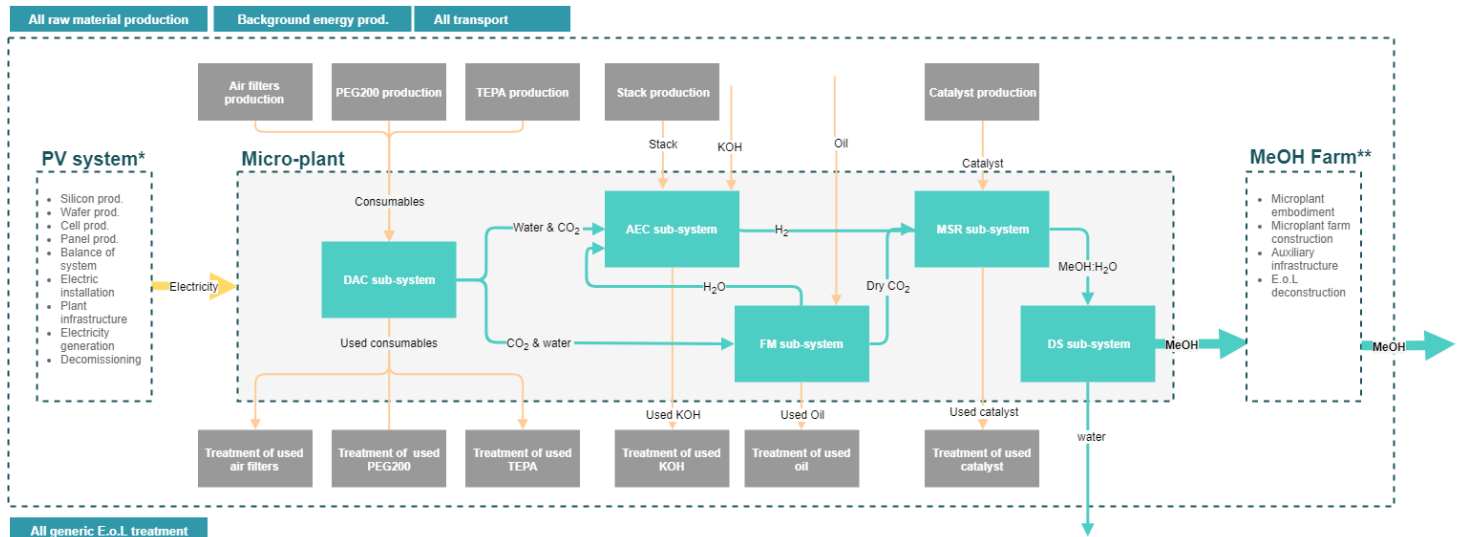 All raw material production
Background energy prod.
All transport
Air filters
production
PEG200 production
TEPA production
Stack production
Catalyst production
Stack
KOH
Oil
Catalyst
PV system*
Micro-plant
MeOH Farm**
• Silicon prod.
• Wafer prod.
• Cell prod.
• Panel prod.
• Balance of
system
• Electric
installation
• Plant
infrastructure
• Electricity
generation
• Decomissioning
Electricity
Consumables
DAC sub-system
Used consumables
Water & CO₂
CO₂ & water
AEC sub-system
H₂
H₂O
Dry CO₂
FM sub-system
MSR sub-system
MeOH:H₂O
DS sub-system
MeOH
• Microplant
embodiment
• Microplant farm
construction
• Auxiliary
infrastructure
• E.o.L
deconstruction
MeOH
Used KOH
Used Oil
Used catalyst
water
Treatment of used
air filters
Treatment of used
PEG200
Treatment of used
TEPA
Treatment of used
KOH
Treatment of used
oil
Treatment of used
catalyst
All generic E.o.L treatment